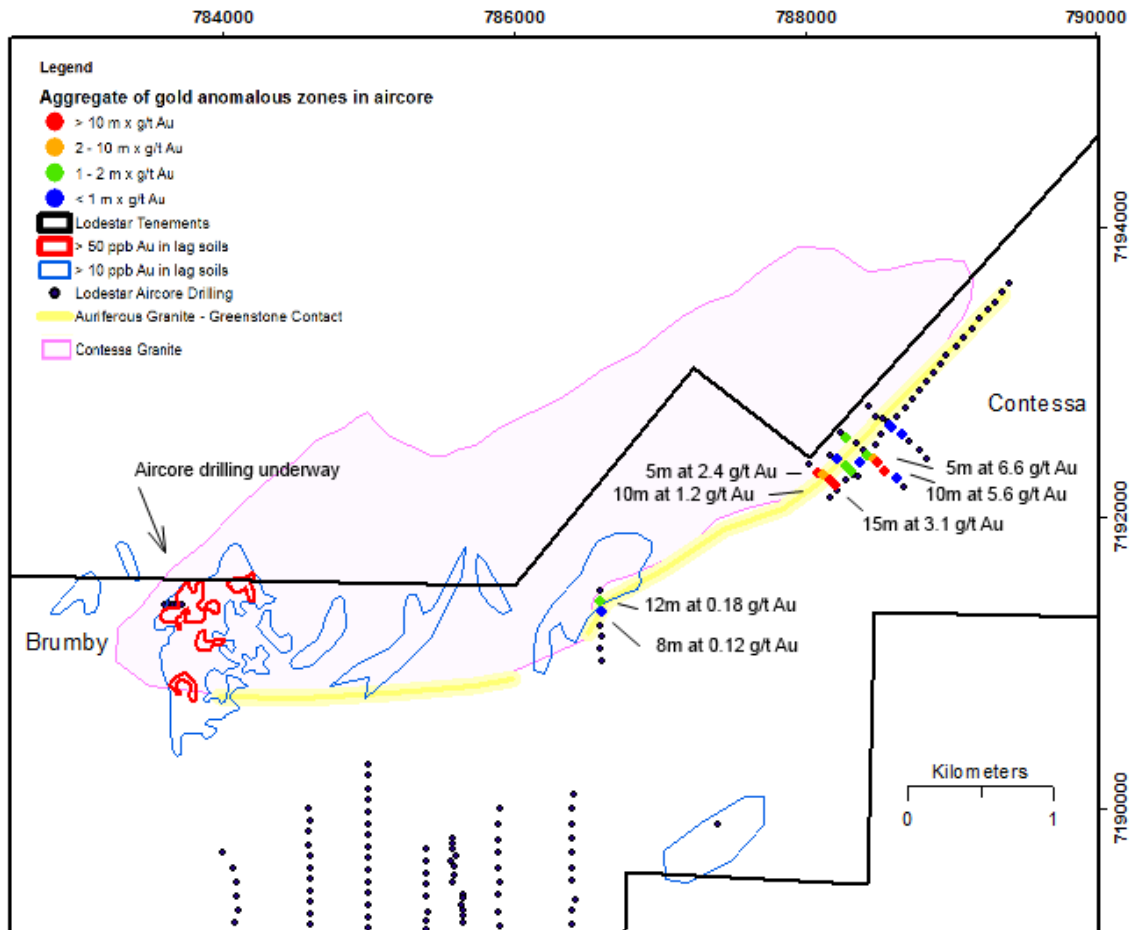 784000
786000
788000
790000
Legend
Aggregate of gold anomalous zones in aircore
> 10 m x g/t Au
2 - 10 m x g/t Au
1 - 2 m x g/t Au
< 1 m x g/t Au
Lodestar Tenements
> 50 ppb Au in lag soils
> 10 ppb Au in lag soils
Lodestar Aircore Drilling
Auriferous Granite - Greenstone Contact
Contessa Granite
7194000
Contessa
Aircore drilling underway
5m at 2.4 g/t Au
5m at 6.6 g/t Au
10m at 1.2 g/t Au
10m at 5.6 g/t Au
15m at 3.1 g/t Au
7192000
12m at 0.18 g/t Au
Brumby
8m at 0.12 g/t Au
Kilometers
0
1
7190000